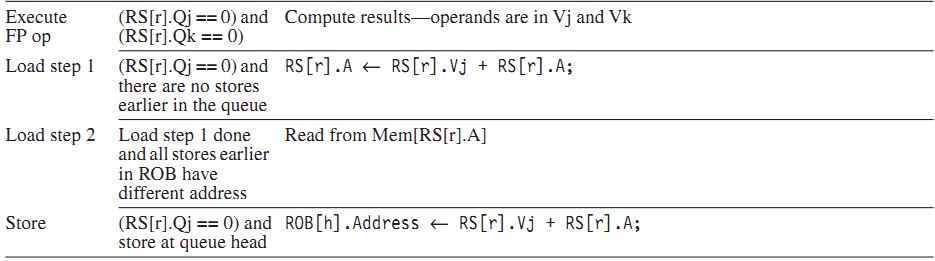 Execute (RS[r].Qj == 0) and Compute results—operands are in Vj and Vk
FP op (RS[r].Qk == 0)
Load step 1 (RS[r].Qj == 0) and RS[r].A ← RS[r].Vj + RS[r].A;
there are no stores
earlier in the queue
Load step 2 Load step 1 done Read from Mem[RS[r].A]
and all stores earlier
in ROB have
different address
Store (RS[r].Qj == 0) and ROB[h].Address ← RS[r].Vj + RS[r].A;
store at queue head